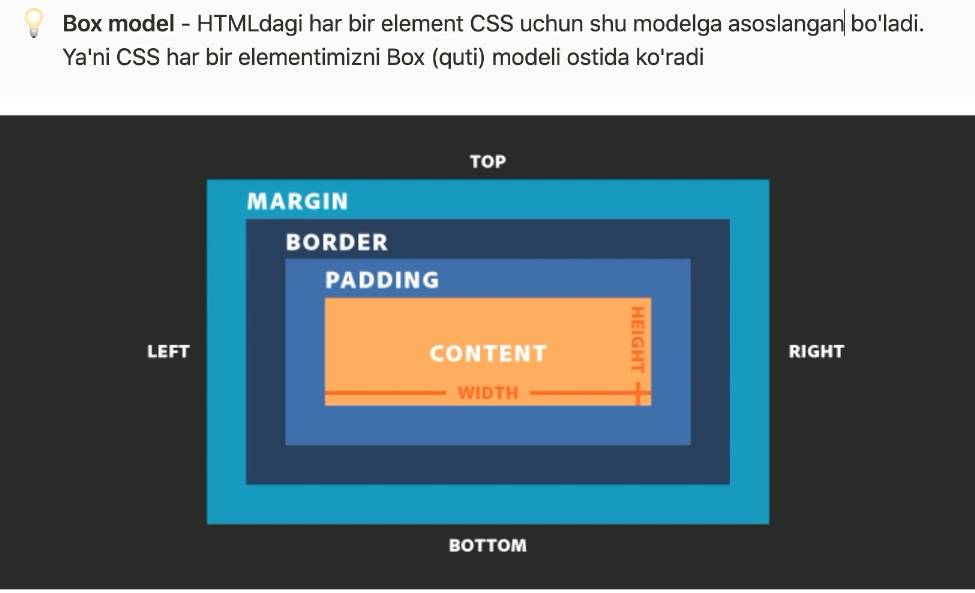 Box model - HTMLdagi har bir element CSS uchun shu modelga asoslangan bo'ladi.
Ya'ni CSS har bir elementimizni Box (quti) modeli ostida ko'radi
TOP
MARGIN
BORDER
PADDING
HEIGHT
LEFT
CONTENT
RIGHT
WIDTH
BOTTOM